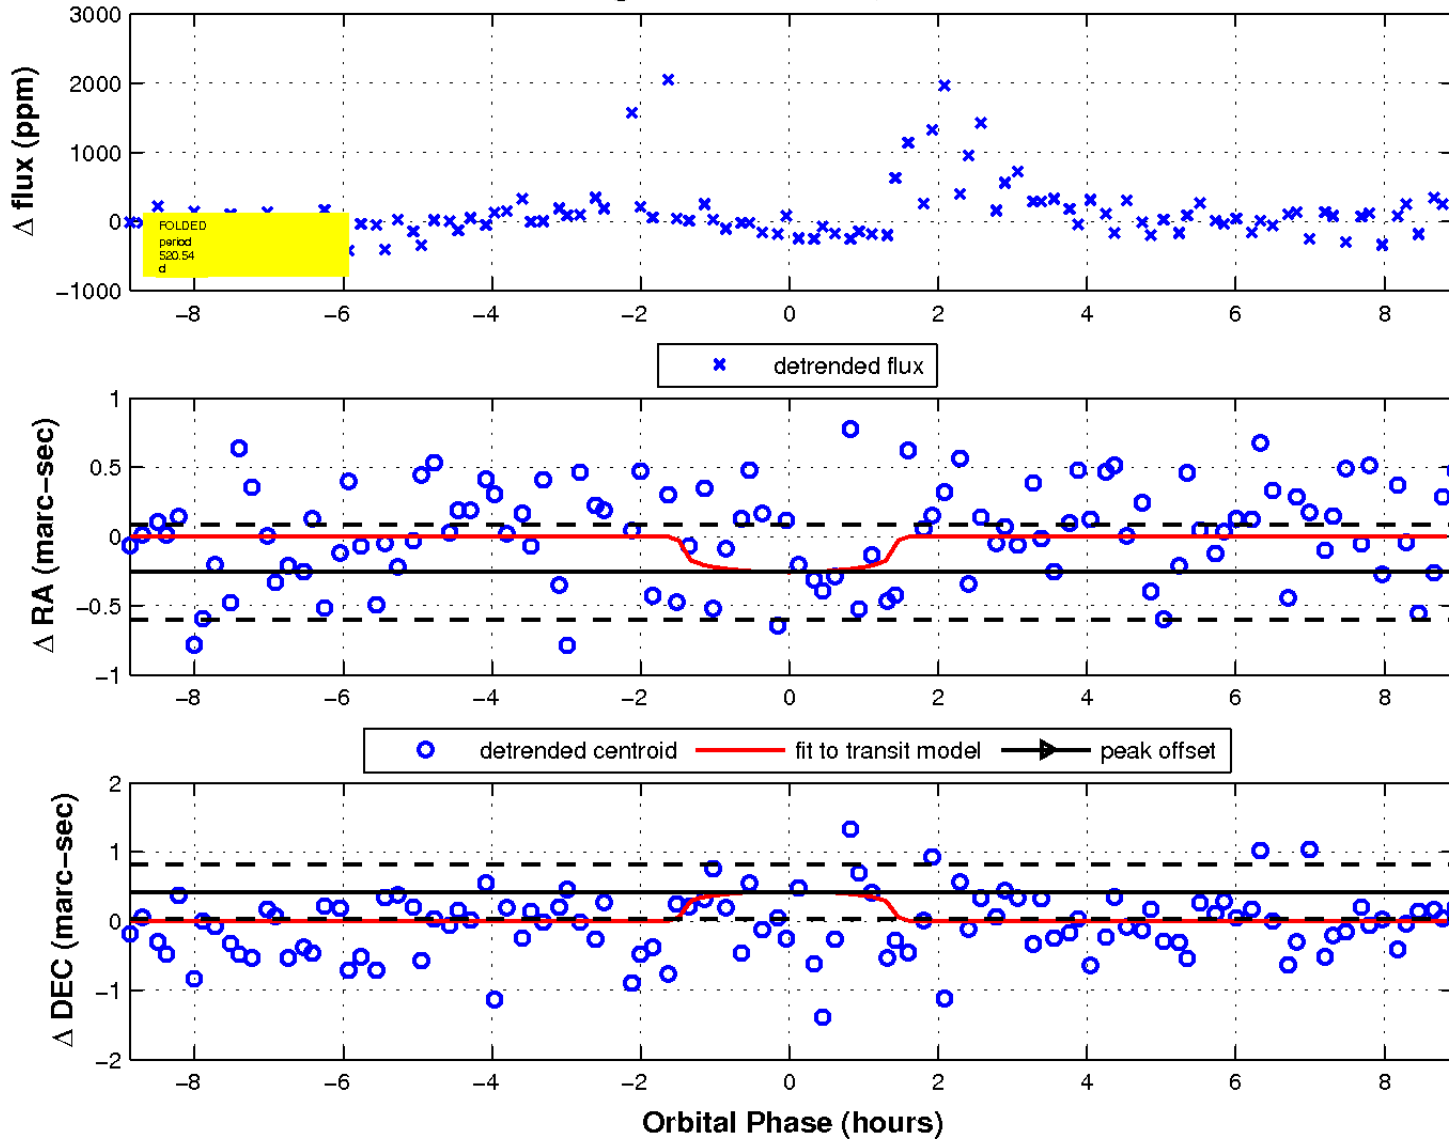 3000
2000
1000
0
−1000
Δ flux (ppm)
FOLDED
period
520.54
d
−8 −6 −4 −2 0 2 4 6 8
detrended flux
1
0.5
0
−0.5
−1
Δ RA (marc−sec)
−8 −6 −4 −2 0 2 4 6 8
detrended centroid fit to transit model peak offset
2
1
0
−1
−2
Δ DEC (marc−sec)
−8 −6 −4 −2 0 2 4 6 8
Orbital Phase (hours)